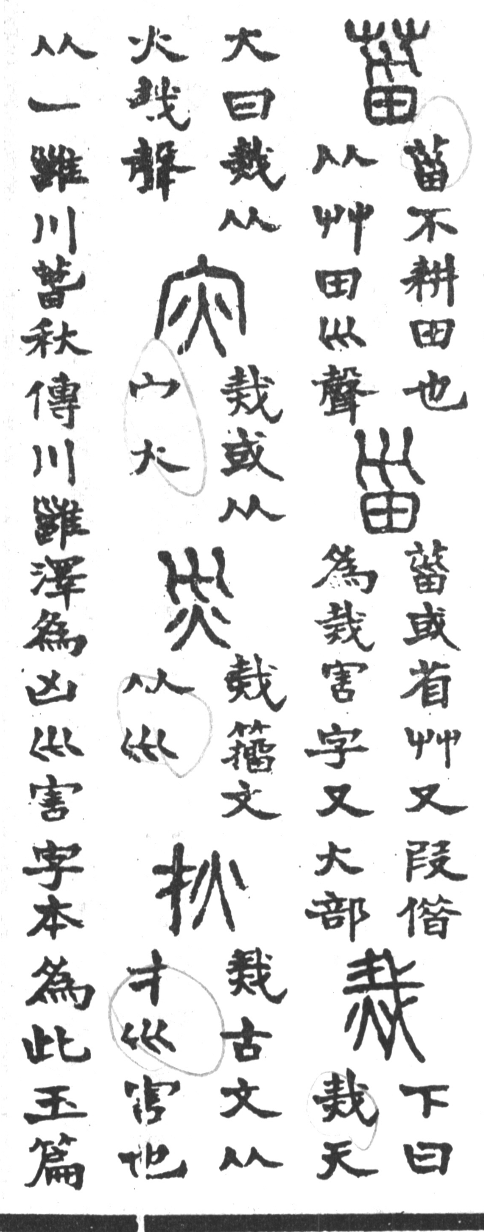 菑
菑不耕田也
从艸田巛聲
甾
菑或省艸又叚偕
為烖害字又火部
烖
下曰
烖天
火曰烖从
火𢦏聲
灾
烖或从
宀火
災
烖籒文
从巛
烖古文从
才巛害也
从一雝川萅秋傳川雝澤為凶巛害字本為此玉篇